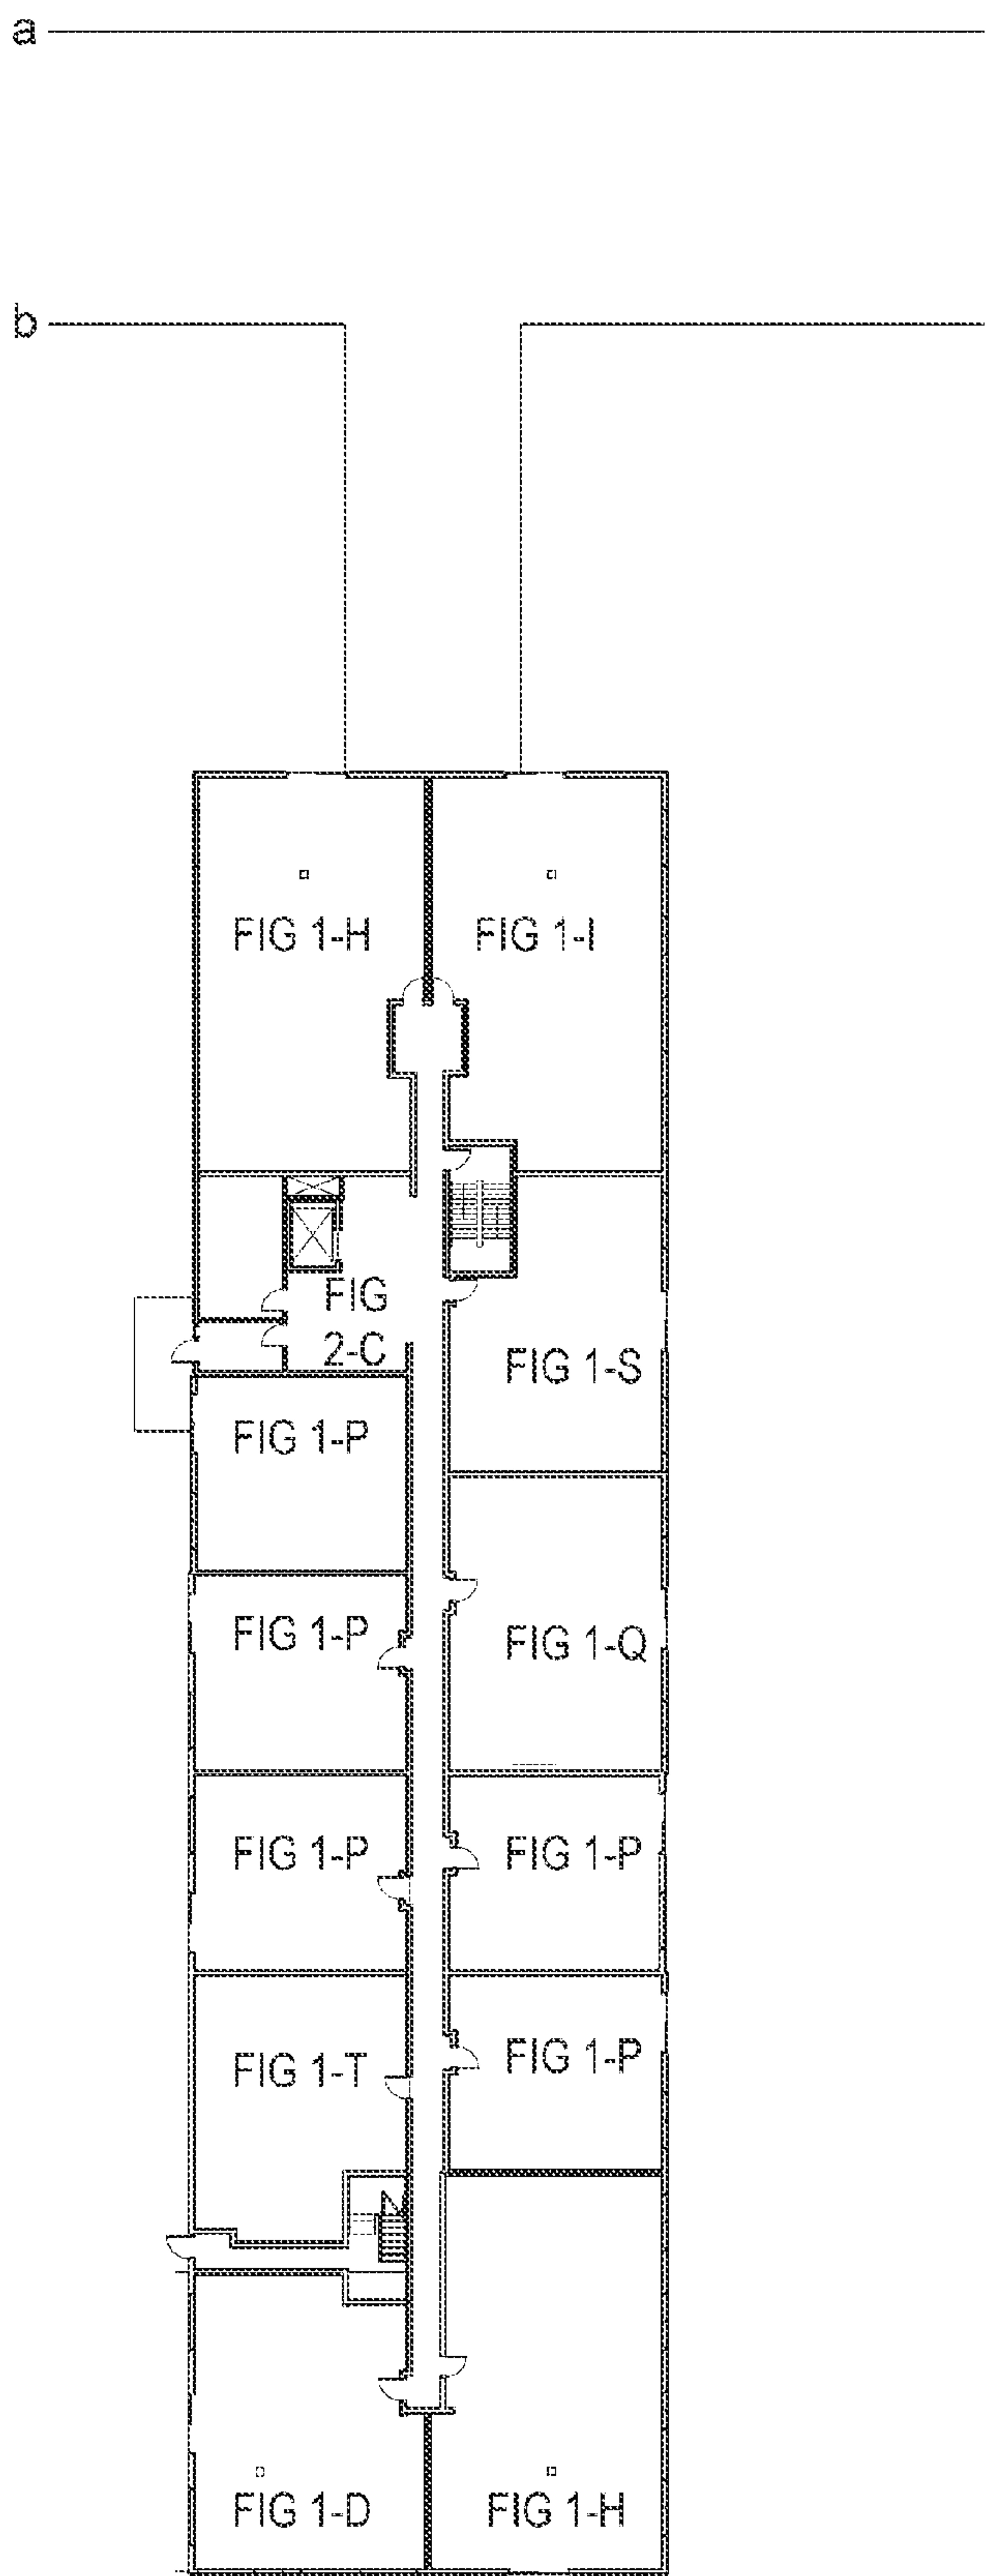 a
b
FIG 1-H
FIG 1-I
FIG
2-C
FIG 1-S
FIG 1-P
FIG 1-P
FIG 1-Q
FIG 1-P
FIG 1-P
FIG 1-T
FIG 1-P
FIG 1-D
FIG 1-H